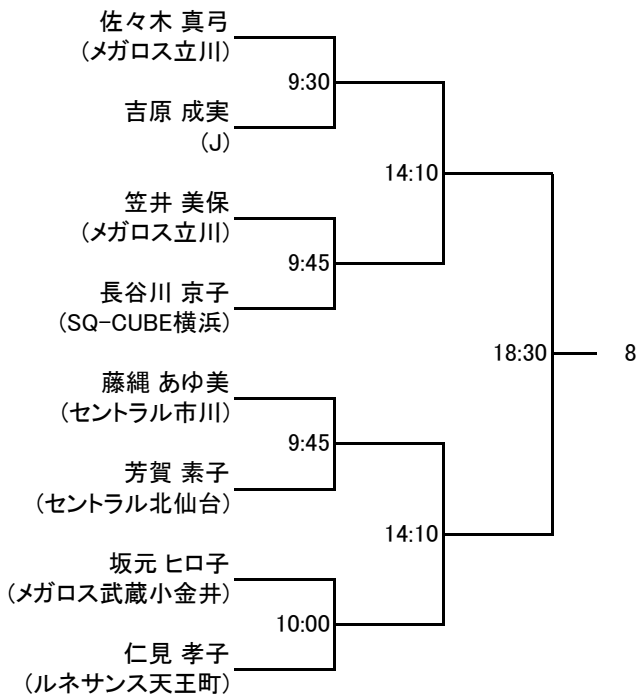 佐々木 真弓
(メガロス立川)
9:30
吉原 成実
(J)
14:10
笠井 美保
(メガロス立川)
9:45
長谷川 京子
(SQ-CUBE横浜)
18:30
8
藤縄 あゆ美
(セントラル市川)
9:45
芳賀 素子
(セントラル北仙台)
14:10
坂元 ヒロ子
(メガロス武蔵小金井)
10:00
仁見 孝子
(ルネサンス天王町)